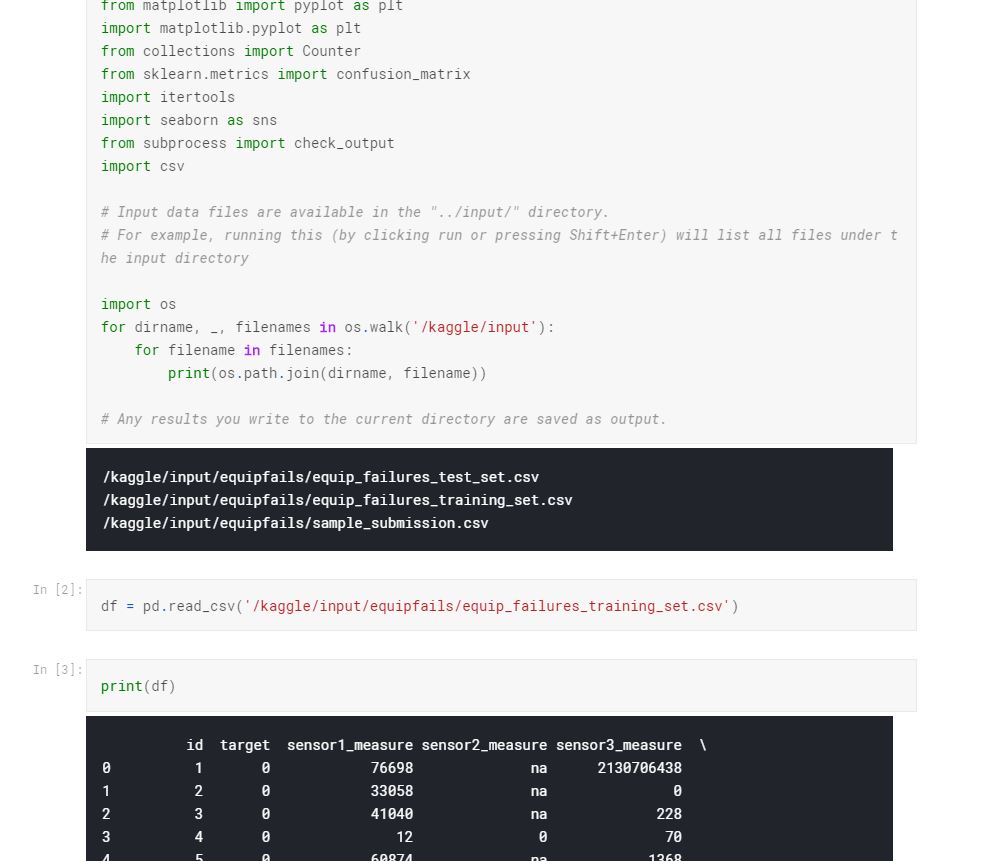 from matplotlib import pyplot as plt
import matplotlib.pyplot as plt
from collections import Counter
from sklearn.metrics import confusion_matrix
import itertools
import seaborn as sns
from subprocess import check_output
import csv
# Input data files are available in the "../input/" directory.
# For example, running this (by clicking run or pressing Shift+Enter) will list all files under t
he input directory
import os
for dirname, _, filenames in os.walk('/kaggle/input'):
    for filename in filenames:
        print(os.path.join(dirname, filename))
# Any results you write to the current directory are saved as output.
/kaggle/input/equipfails/equip_failures_test_set.csv
/kaggle/input/equipfails/equip_failures_training_set.csv
/kaggle/input/equipfails/sample_submission.csv
In [2]: df = pd.read_csv('/kaggle/input/equipfails/equip_failures_training_set.csv')
In [3]: print(df)
id target sensor1_measure sensor2_measure sensor3_measure \
0 1 0 76698 na 2130706438
1 2 0 33058 na 0
2 3 0 41040 na 228
3 4 0 12 0 70
4 5 0 60874 na 1368